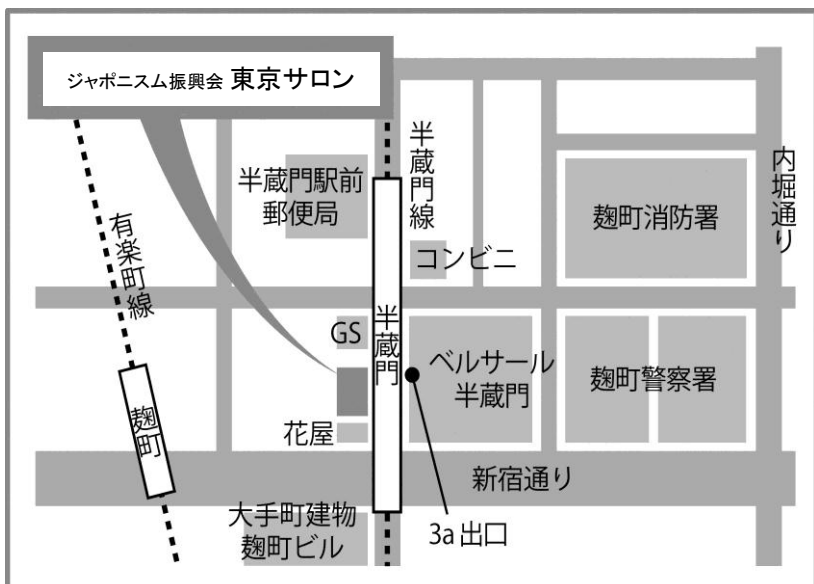 ジャポニスム振興会 東京サロン
有楽町線
麹町
半蔵門駅前
郵便局
半蔵門線
コンビニ
半蔵門
GS
花屋
ベルサール
半蔵門
麹町消防署
麹町警察署
内堀通り
新宿通り
大手町建物
麹町ビル
3a 出口